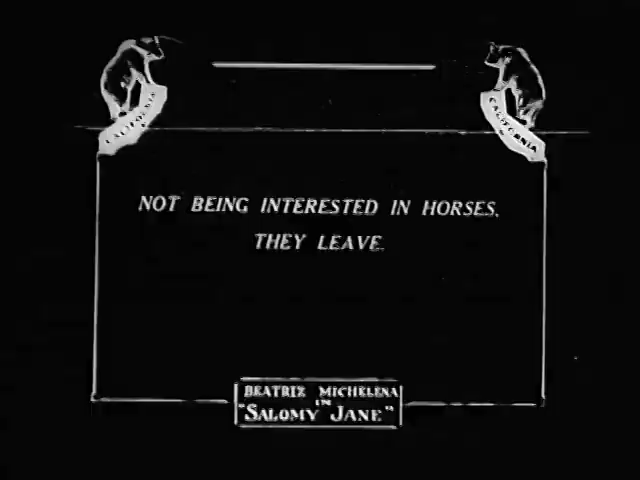 CALIFORNIA
CALIFORNIA
NOT BEING INTERESTED IN HORSES,
THEY LEAVE.
BEATRIZ MICHELENA
IN
"SALOMY JANE"